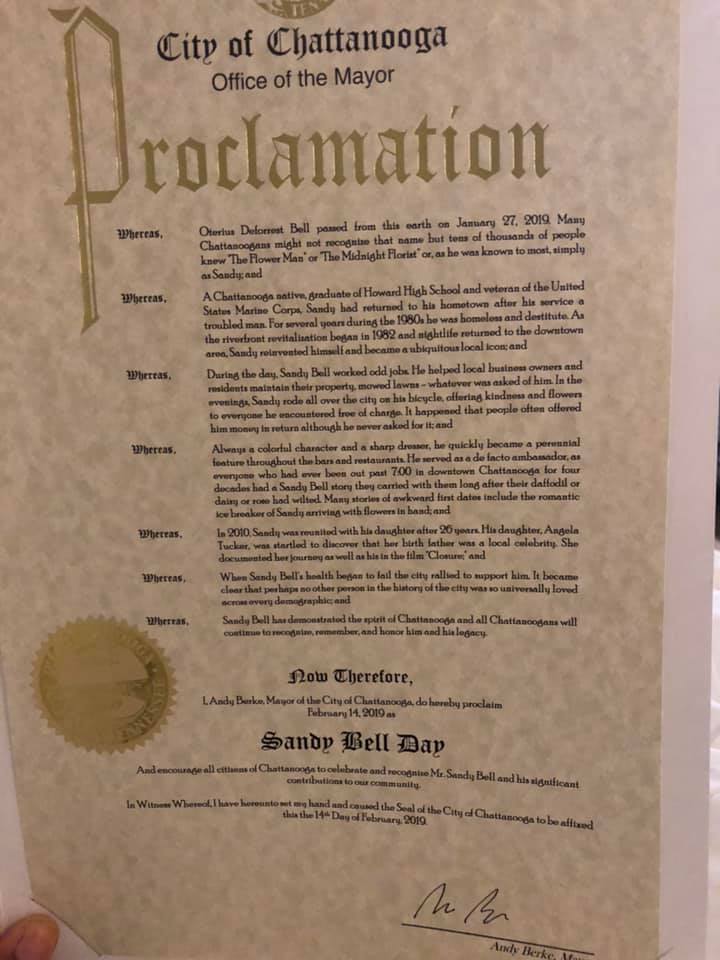 TENN
City of Chattanooga
Office of the Mayor
Proclamation
Whereas, Oterius Deforrest Bell passed from this earth on January 27, 2019. Many
Chattanoogans might not recognize that name but tens of thousands of people
knew "The Flower Man" or "The Midnight Florist" or, as he was known to most, simply
as Sandy; and
Whereas, A Chattanooga native, graduate of Howard High School and veteran of the United
States Marine Corps, Sandy had returned to his hometown after his service a
troubled man. For several years during the 1980s he was homeless and destitute. As
the riverfront revitalization began in 1982 and nightlife returned to the downtown
area, Sandy reinvented himself and became a ubiquitous local icon; and
Whereas, During the day, Sandy Bell worked odd jobs. He helped local business owners and
residents maintain their property, mowed lawns – whatever was asked of him. In the
evenings, Sandy rode all over the city on his bicycle, offering kindness and flowers
to everyone he encountered free of charge. It happened that people often offered
him money in return although he never asked for it; and
Whereas, Always a colorful character and a sharp dresser, he quickly became a perennial
feature throughout the bars and restaurants. He served as a de facto ambassador, as
everyone who had ever been out past 7:00 in downtown Chattanooga for four
decades had a Sandy Bell story they carried with them long after their daffodil or
daisy or rose had wilted. Many stories of awkward first dates include the romantic
ice breaker of Sandy arriving with flowers in hand; and
Whereas, In 2010, Sandy was reunited with his daughter after 26 years. His daughter, Angela
Tucker, was startled to discover that her birth father was a local celebrity. She
documented her journey as well as his in the film "Closure;" and
Whereas, When Sandy Bell's health began to fail the city rallied to support him. It became
clear that perhaps no other person in the history of the city was so universally loved
across every demographic; and
Whereas, Sandy Bell has demonstrated the spirit of Chattanooga and all Chattanoogans will
continue to recognize, remember, and honor him and his legacy.
Now Therefore,
I, Andy Berke, Mayor of the City of Chattanooga, do hereby proclaim
February 14, 2019 as
Sandy Bell Day
And encourage all citizens of Chattanooga to celebrate and recognize Mr. Sandy Bell and his significant
contributions to our community.
In Witness Whereof, I have hereunto set my hand and caused the Seal of the City of Chattanooga to be affixed
this the 14th Day of February, 2019.
Andy Berke,